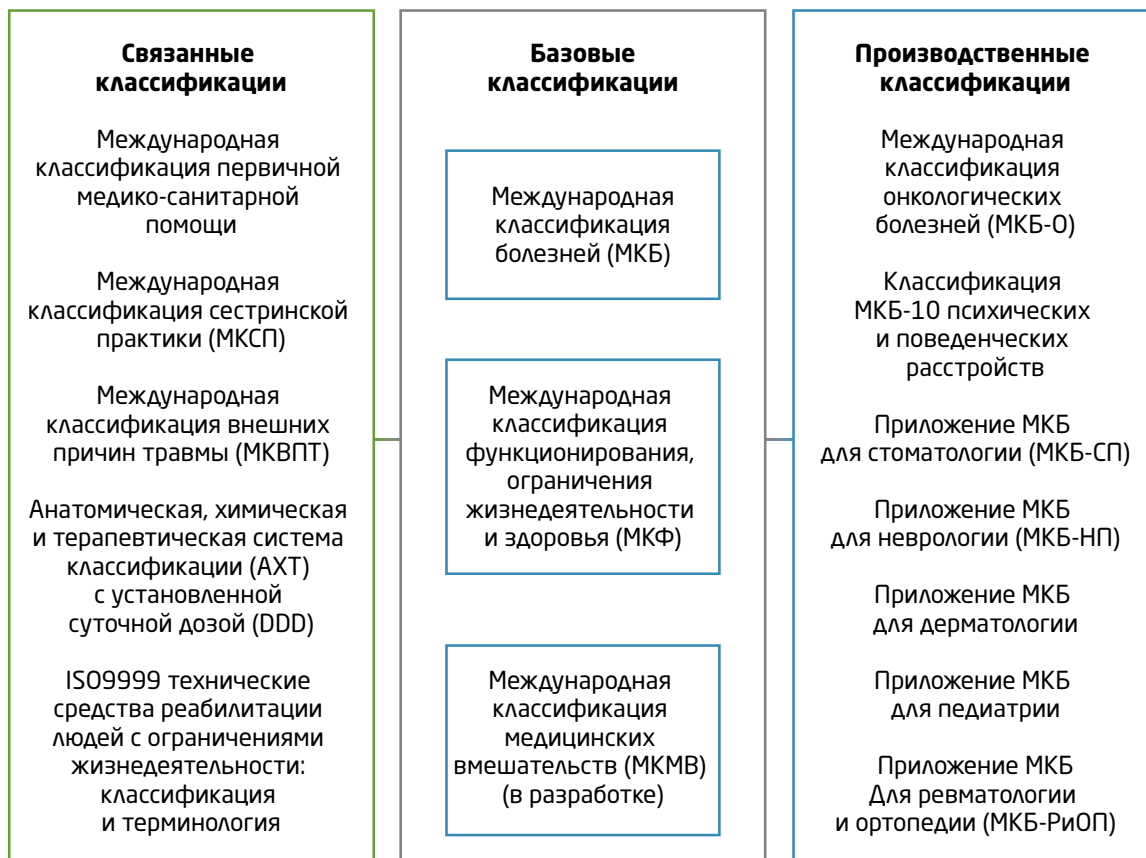 Связанные
классификации
Международная
классификация первичной
медико-санитарной
помощи
Международная
классификация сестринской
практики (МКСП)
Международная
классификация внешних
причин травмы (МКВПТ)
Анатомическая, химическая
и терапевтическая система
классификации (АХТ)
с установленной
суточной дозой (DDD)
ISO9999 технические
средства реабилитации
людей с ограничениями
жизнедеятельности:
классификация
и терминология
Базовые
классификации
Международная
классификация
болезней (МКБ)
Международная
классификация
функционирования,
ограничения
жизнедеятельности
и здоровья (МКФ)
Международная
классификация
медицинских
вмешательств (МКМВ)
(в разработке)
Производственные
классификации
Международная
классификация
онкологических
болезней (МКБ-О)
Классификация
МКБ-10 психических
и поведенческих
расстройств
Приложение МКБ
для стоматологии (МКБ-СП)
Приложение МКБ
для неврологии (МКБ-НП)
Приложение МКБ
для дерматологии
Приложение МКБ
для педиатрии
Приложение МКБ
Для ревматологии
и ортопедии (МКБ-РиОП)